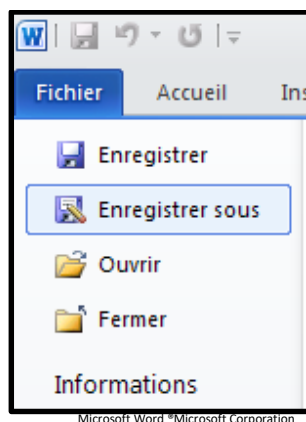 W
Fichier Accueil Ins
Enregistrer
Enregistrer sous
Ouvrir
Fermer
Informations
Microsoft Word ®Microsoft Corporation